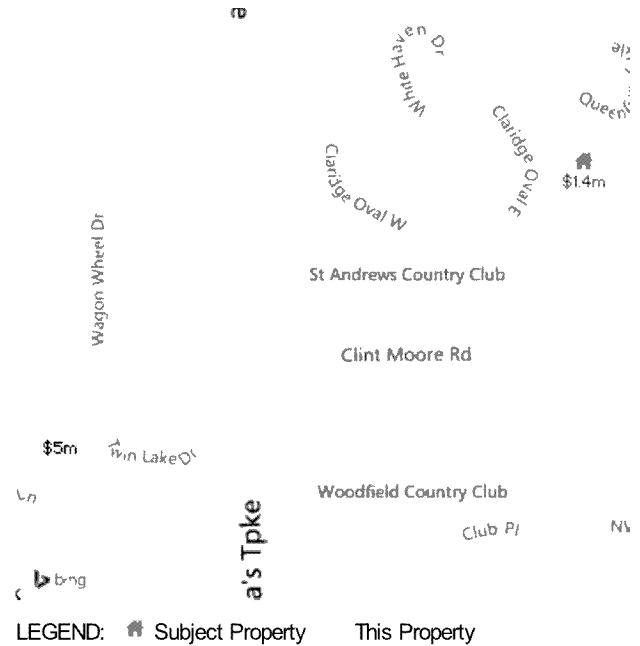 White Haven Dr
Claridge Oval E
$1.4m
Claridge Oval W
Wagon Wheel Dr
St Andrews Country Club
Clint Moore Rd
$5m
Twin Lake Dr
Ln
Woodfield Country Club
Club Pl
a's Tpke
bing
LEGEND: Subject Property This Property